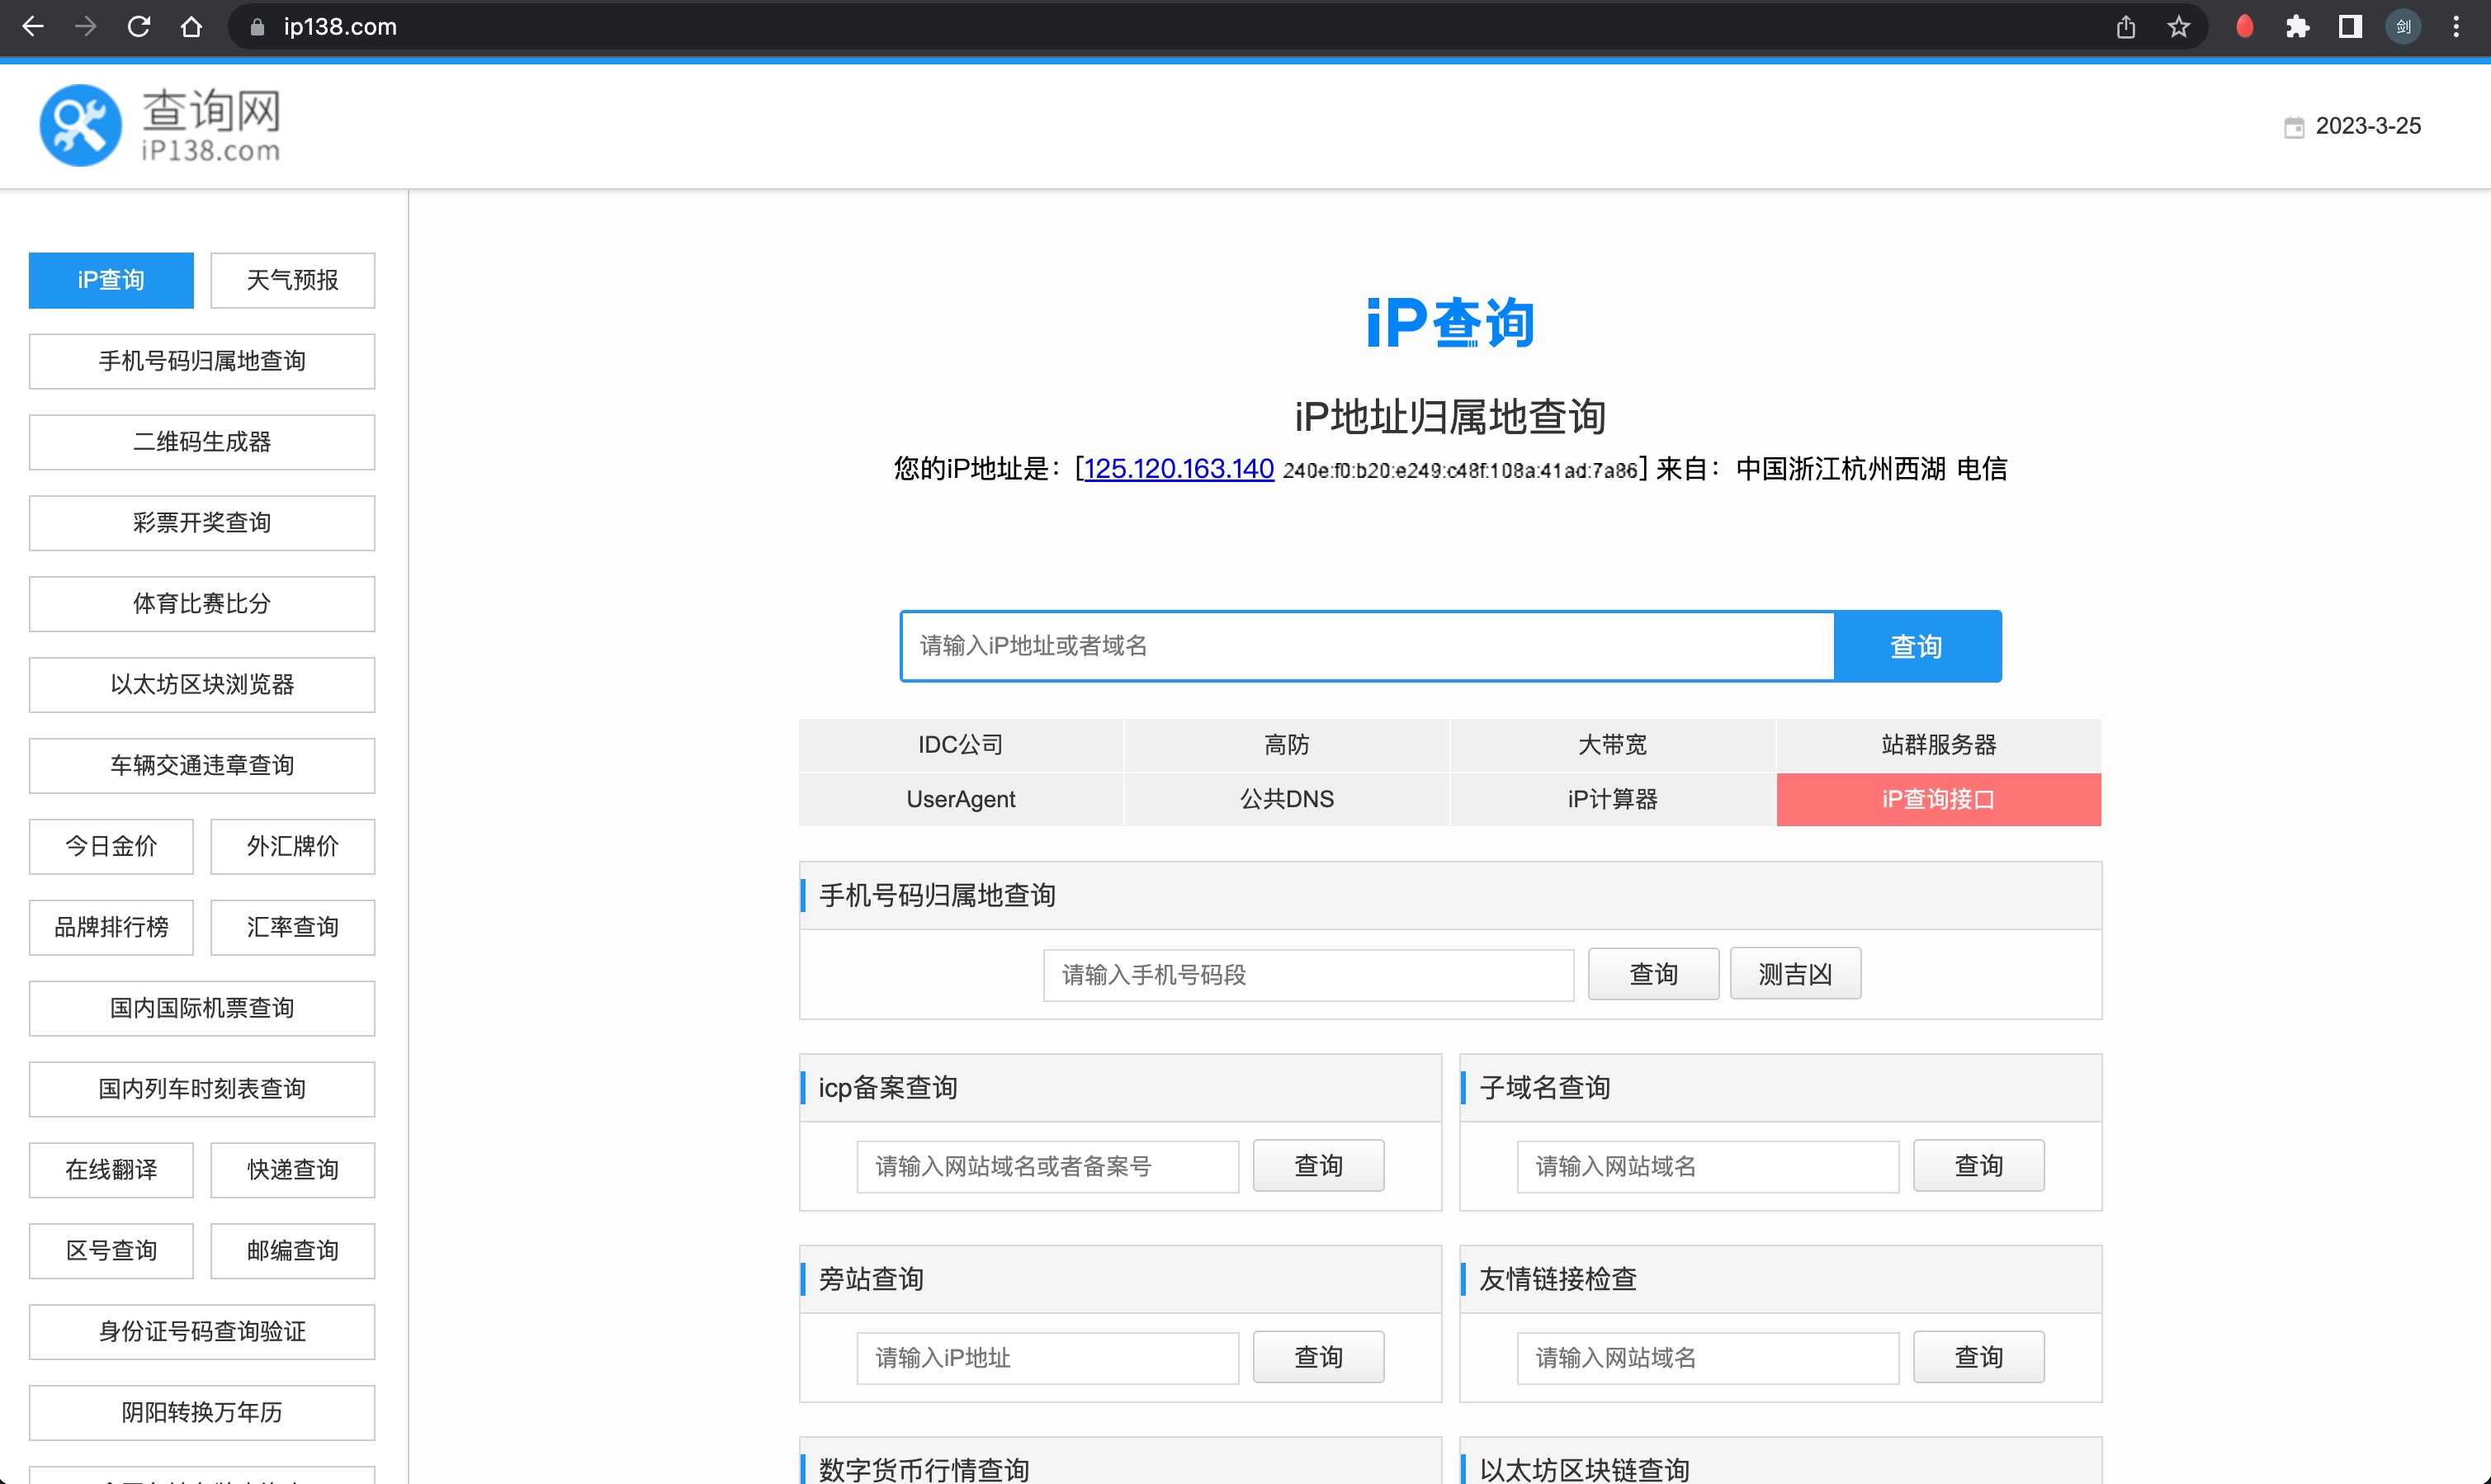 ip138.com
剑
查询网
iP138.com
2023-3-25
iP查询
天气预报
手机号码归属地查询
二维码生成器
彩票开奖查询
体育比赛比分
以太坊区块浏览器
车辆交通违章查询
今日金价
外汇牌价
品牌排行榜
汇率查询
国内国际机票查询
国内列车时刻表查询
在线翻译
快递查询
区号查询
邮编查询
身份证号码查询验证
阴阳转换万年历
iP查询
iP地址归属地查询
您的iP地址是：[125.120.163.140 240e:f0:b20:e249:c48f:108a:41ad:7a86] 来自：中国浙江杭州西湖 电信
请输入iP地址或者域名
查询
IDC公司
高防
大带宽
站群服务器
UserAgent
公共DNS
iP计算器
iP查询接口
手机号码归属地查询
请输入手机号码段
查询
测吉凶
icp备案查询
请输入网站域名或者备案号
查询
子域名查询
请输入网站域名
查询
旁站查询
请输入iP地址
查询
友情链接检查
请输入网站域名
查询
数字货币行情查询
以太坊区块链查询